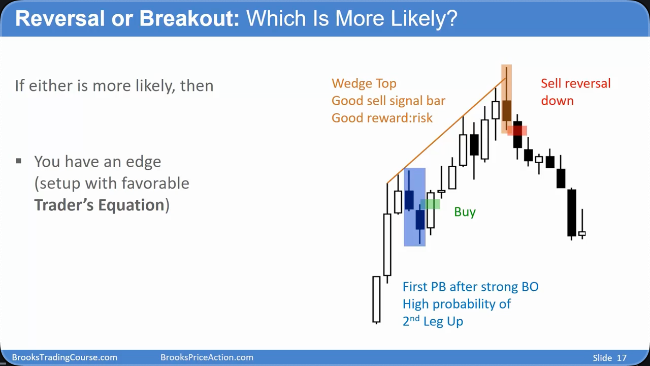 Reversal or Breakout: Which Is More Likely?
If either is more likely, then
▪ You have an edge
(setup with favorable
Trader's Equation)
Wedge Top
Good sell signal bar
Good reward:risk
Sell reversal
down
Buy
First PB after strong BO
High probability of
2nd Leg Up
BrooksTradingCourse.com
BrooksPriceAction.com
Slide 17